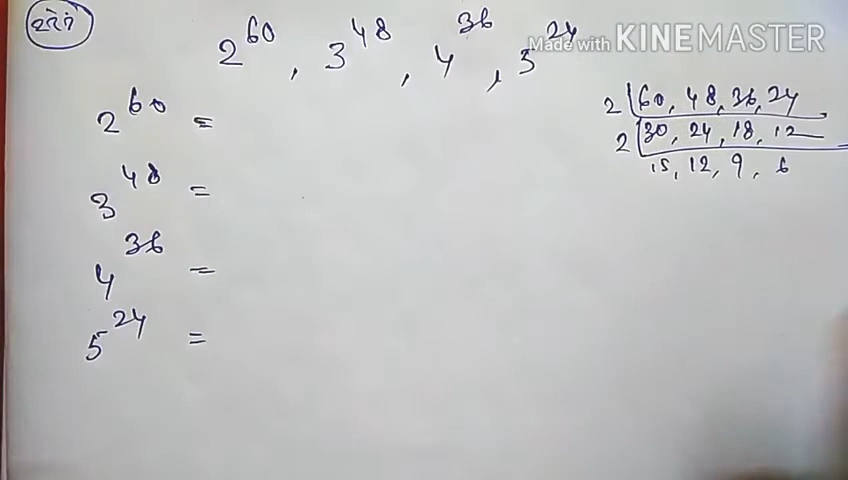 2^60, 3^48, 4^36, 5^24
Made with KINEMASTER
2^60 =
3^48 =
4^36 =
5^24 =
2 | 60, 48, 36, 24
2 | 30, 24, 18, 12
15, 12, 9, 6